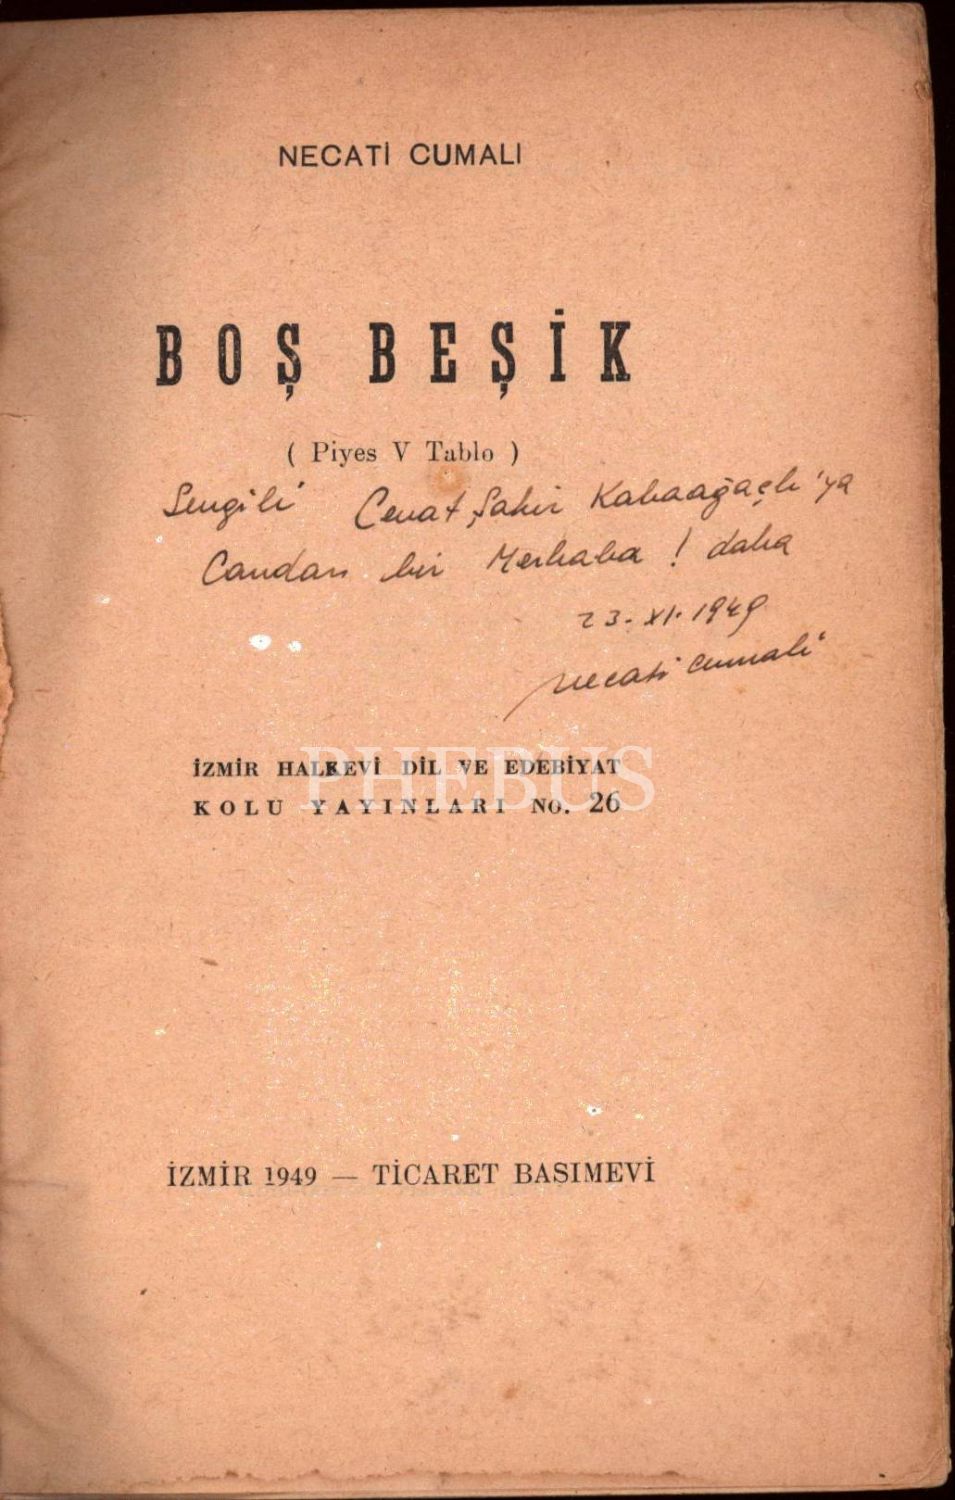 NECATİ CUMALI
BOŞ BEŞİK
( Piyes V Tablo )
Sevgili Cevat Şakir Kabaağaçlı'ya
Candan bir Merhaba ! daha
23.XI.1949
Necati Cumalı
PHEBUS
İZMİR HALKEVİ DİL VE EDEBİYAT
KOLU YAYINLARI NO. 26
İZMİR 1949 — TİCARET BASIMEVİ